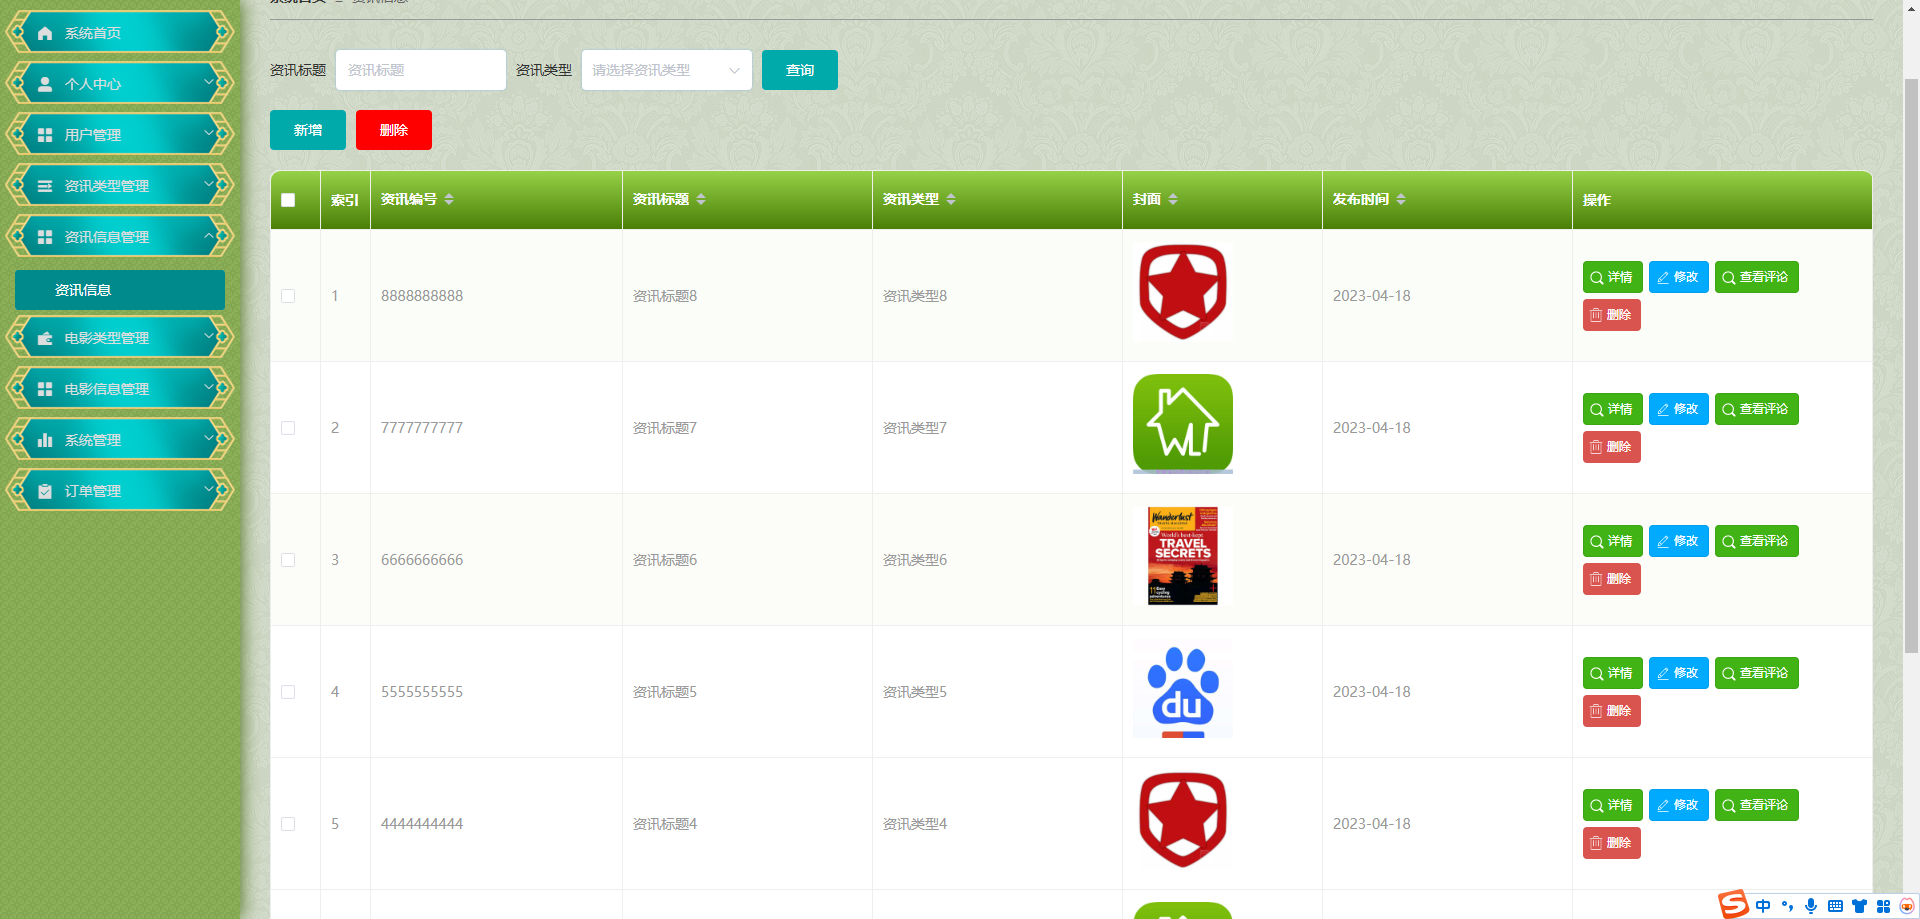 系统首页
个人中心
用户管理
资讯类型管理
资讯信息管理
资讯信息
电影类型管理
电影信息管理
系统管理
订单管理
资讯标题 资讯标题 资讯类型 请选择资讯类型 查询
新增 删除
索引 资讯编号 资讯标题 资讯类型 封面 发布时间 操作
1 8888888888 资讯标题8 资讯类型8 2023-04-18 详情 修改 查看评论
删除
WL
2 7777777777 资讯标题7 资讯类型7 2023-04-18 详情 修改 查看评论
删除
Wanderlust
World's best-kept
TRAVEL
SECRETS
3 6666666666 资讯标题6 资讯类型6 2023-04-18 详情 修改 查看评论
删除
du
4 5555555555 资讯标题5 资讯类型5 2023-04-18 详情 修改 查看评论
删除
5 4444444444 资讯标题4 资讯类型4 2023-04-18 详情 修改 查看评论
删除
S 中